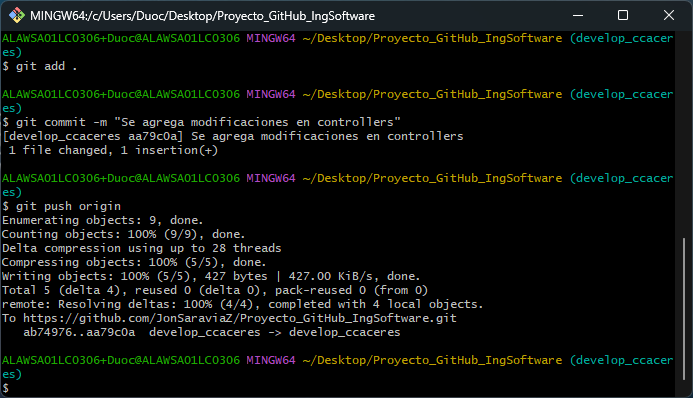 MINGW64:/c/Users/Duoc/Desktop/Proyecto_GitHub_IngSoftware
ALAWSA01LC0306+Duoc@ALAWSA01LC0306 MINGW64 ~/Desktop/Proyecto_GitHub_IngSoftware (develop_ccacer
es)
$ git add .
ALAWSA01LC0306+Duoc@ALAWSA01LC0306 MINGW64 ~/Desktop/Proyecto_GitHub_IngSoftware (develop_ccacer
es)
$ git commit -m "Se agrega modificaciones en controllers"
[develop_ccaceres aa79c0a] Se agrega modificaciones en controllers
 1 file changed, 1 insertion(+)
ALAWSA01LC0306+Duoc@ALAWSA01LC0306 MINGW64 ~/Desktop/Proyecto_GitHub_IngSoftware (develop_ccacer
es)
$ git push origin
Enumerating objects: 9, done.
Counting objects: 100% (9/9), done.
Delta compression using up to 28 threads
Compressing objects: 100% (5/5), done.
Writing objects: 100% (5/5), 427 bytes | 427.00 KiB/s, done.
Total 5 (delta 4), reused 0 (delta 0), pack-reused 0 (from 0)
remote: Resolving deltas: 100% (4/4), completed with 4 local objects.
To https://github.com/JonSaraviaZ/Proyecto_GitHub_IngSoftware.git
   ab74976..aa79c0a  develop_ccaceres -> develop_ccaceres
ALAWSA01LC0306+Duoc@ALAWSA01LC0306 MINGW64 ~/Desktop/Proyecto_GitHub_IngSoftware (develop_ccacer
es)
$